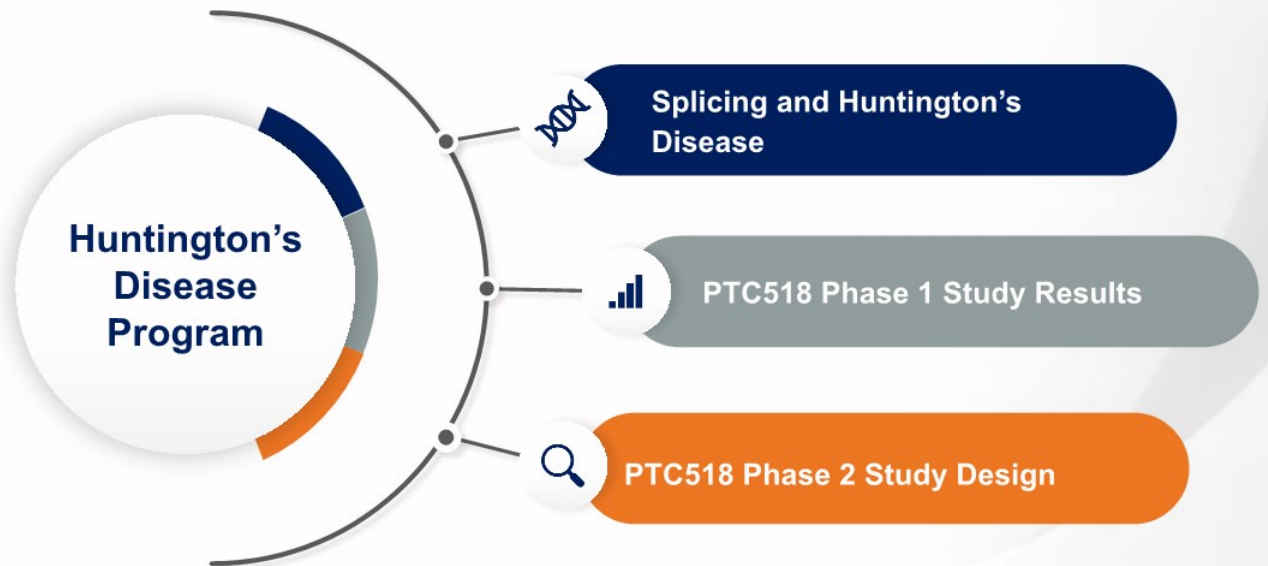 Huntington’s
Disease
Program
Splicing and Huntington’s
Disease
PTC518 Phase 1 Study Results
PTC518 Phase 2 Study Design